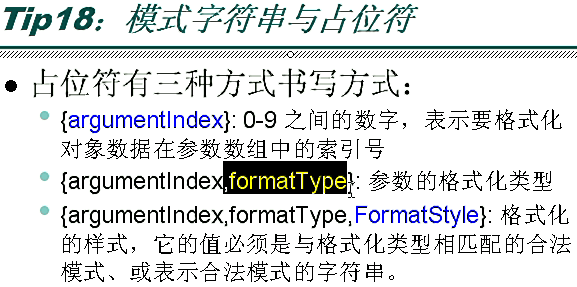 Tip18：模式字符串与占位符
占位符有三种方式书写方式：
{argumentIndex}: 0-9 之间的数字，表示要格式化
对象数据在参数数组中的索引号
{argumentIndex,formatType}: 参数的格式化类型
{argumentIndex,formatType,FormatStyle}: 格式化
的样式，它的值必须是与格式化类型相匹配的合法
模式、或表示合法模式的字符串。